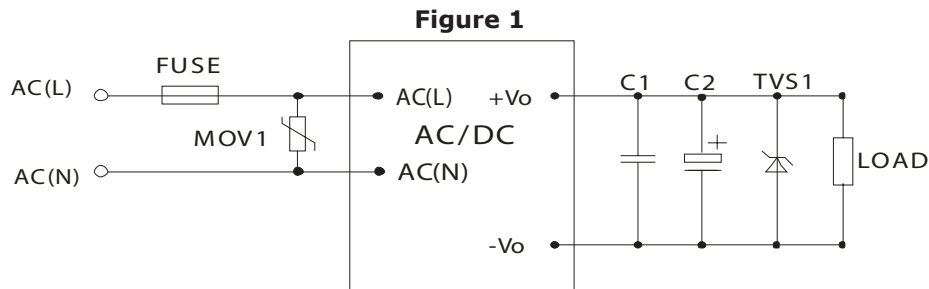 Figure 1
FUSE
AC(L)
MOV1
AC(N)
AC(L)
+Vo
AC/DC
AC(N)
-Vo
C1
C2
TVS1
+
LOAD